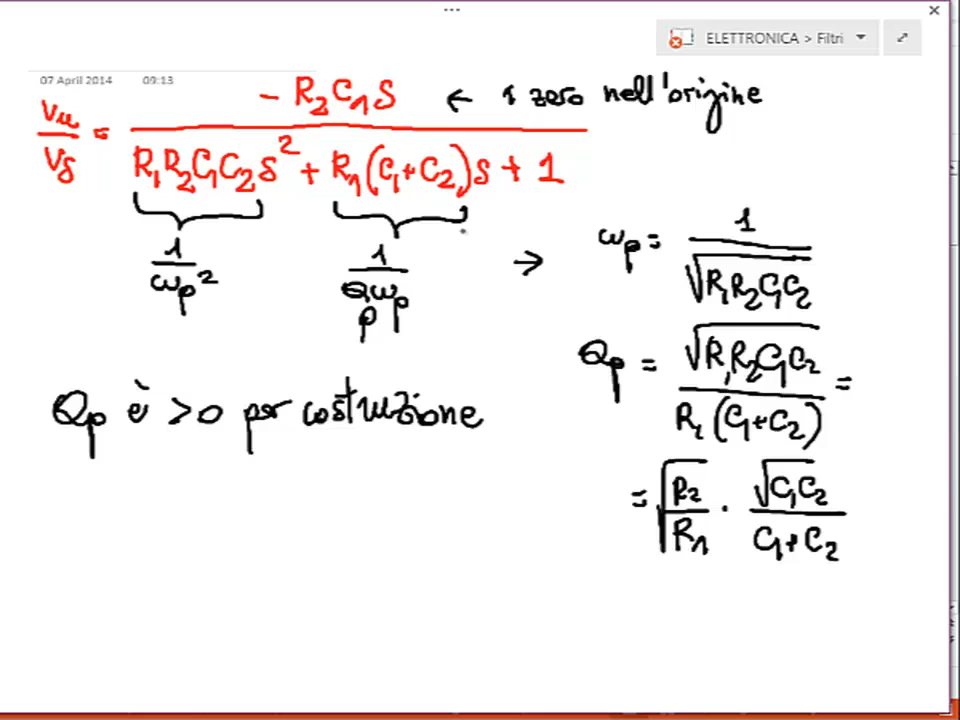 ELETTRONICA > Filtri
07 April 2014 09:13
Vu/Vs = - R₂C₁S / (R₁R₂C₁C₂S² + R₁(C₁+C₂)S + 1) ← 1 zero nell'origine
1/ωp² 1/(Qpωp) → ωp = 1/√(R₁R₂C₁C₂)
Qp = √(R₁R₂C₁C₂) / (R₁(C₁+C₂)) =
Qp è >0 per costruzione
= √(R₂/R₁) · √(C₁C₂) / (C₁+C₂)